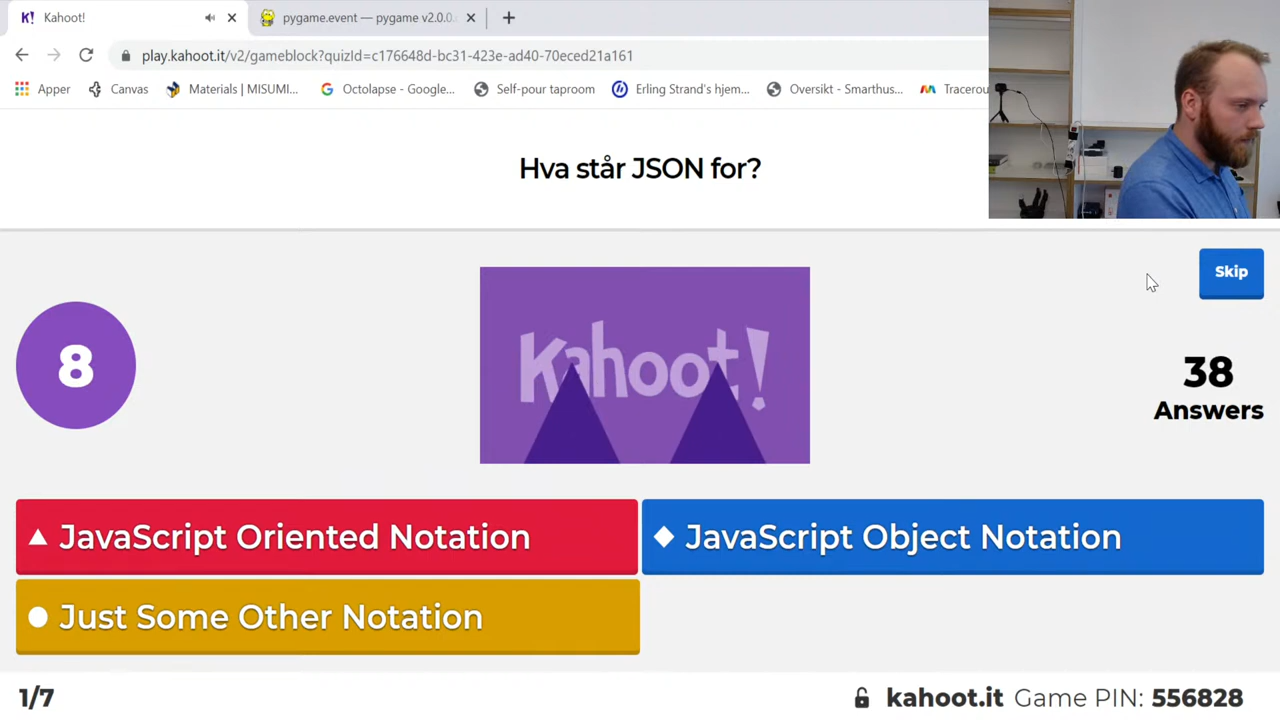 Kahoot!
pygame.event — pygame v2.0.0.
play.kahoot.it/v2/gameblock?quizId=c176648d-bc31-423e-ad40-70eced21a161
Apper
Canvas
Materials | MISUMI...
Octolapse - Google...
Self-pour taproom
Erling Strand's hjem...
Oversikt - Smarthus...
Tracerou
Hva står JSON for?
Skip
8
Kahoot!
38
Answers
JavaScript Oriented Notation
JavaScript Object Notation
Just Some Other Notation
1/7
kahoot.it Game PIN: 556828